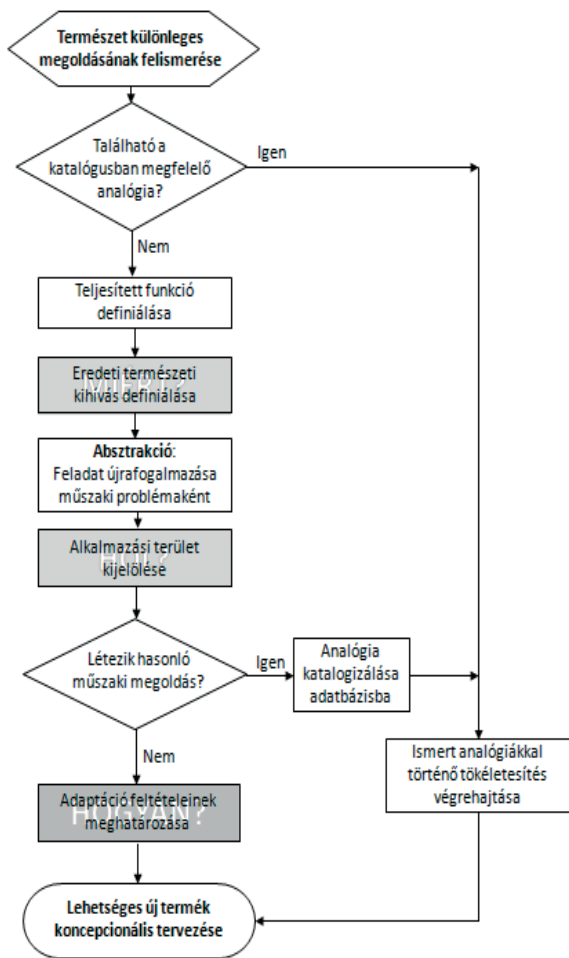 Természet különleges
megoldásának felismerése
Található a
katalógusban megfelelő
analógia?
Igen
Nem
Teljesített funkció
definiálása
MIÉRT?
Eredeti természeti
kihívás definiálása
Absztrakció:
Feladat újrafogalmazása
műszaki problémaként
HOL?
Alkalmazási terület
kijelölése
Létezik hasonló
műszaki megoldás?
Igen
Analógia
katalogizálása
adatbázisba
Nem
Ismert analógiákkal
történő tökéletesítés
végrehajtása
HOGYAN?
Adaptáció feltételeinek
meghatározása
Lehetséges új termék
koncepcionális tervezése